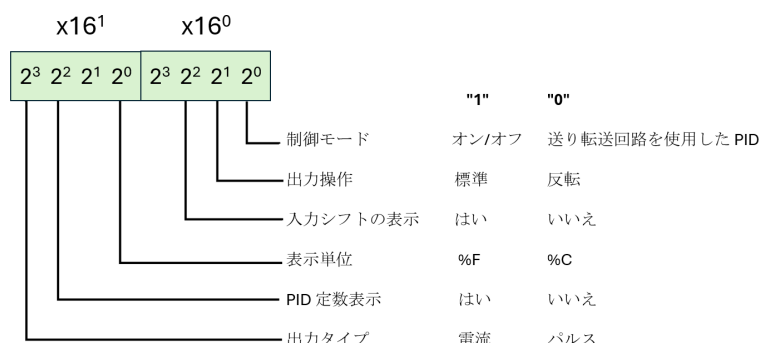 x16¹ x16⁰
2³ 2² 2¹ 2⁰ 2³ 2² 2¹ 2⁰
"1" "0"
制御モード オン/オフ 送り転送回路を使用した PID
出力操作 標準 反転
入力シフトの表示 はい いいえ
表示単位 %F %C
PID 定数表示 はい いいえ
出力タイプ 電流 パルス